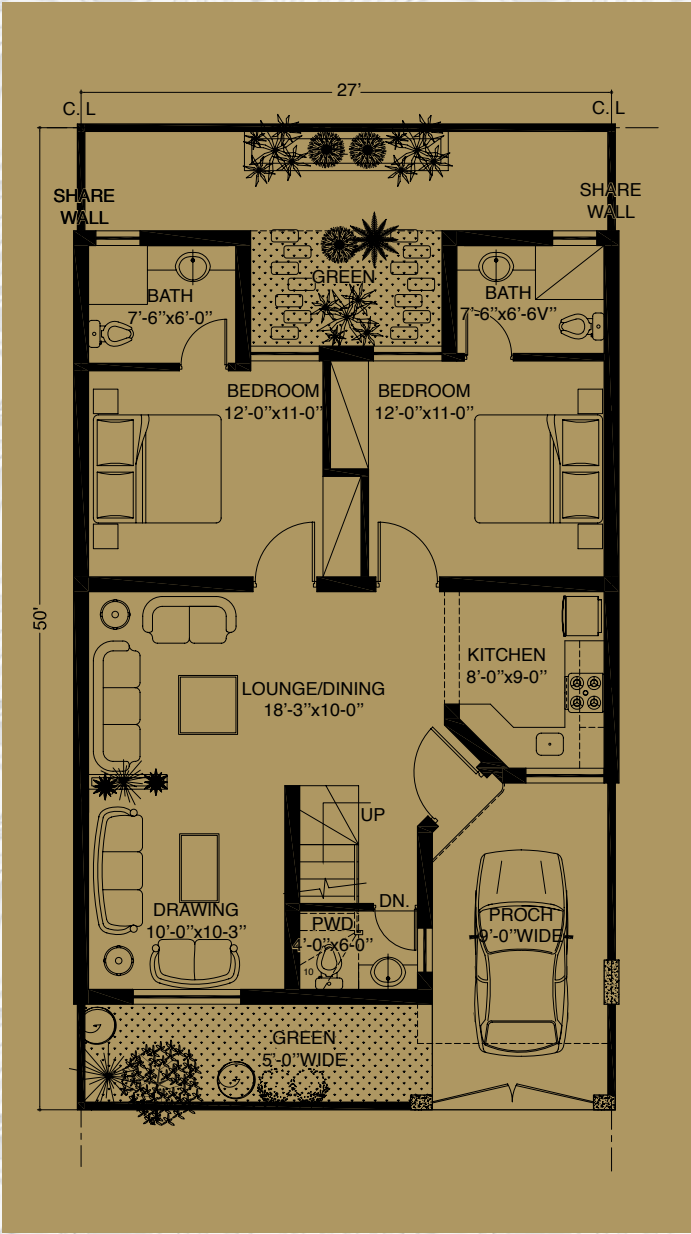 27'
C.L
C.L
SHARE
WALL
SHARE
WALL
GREEN
BATH
7'-6"x6'-0"
BATH
7'-6"x6'-6V"
BEDROOM
12'-0"x11-0"
BEDROOM
12'-0"x11-0"
50'
KITCHEN
8'-0"x9-0"
LOUNGE/DINING
18'-3"x10-0"
UP
DN.
DRAWING
10'-0"x10-3"
PWD
4'-0"x6-0"
10
PROCH
9'-0"WIDE
GREEN
5'-0"WIDE